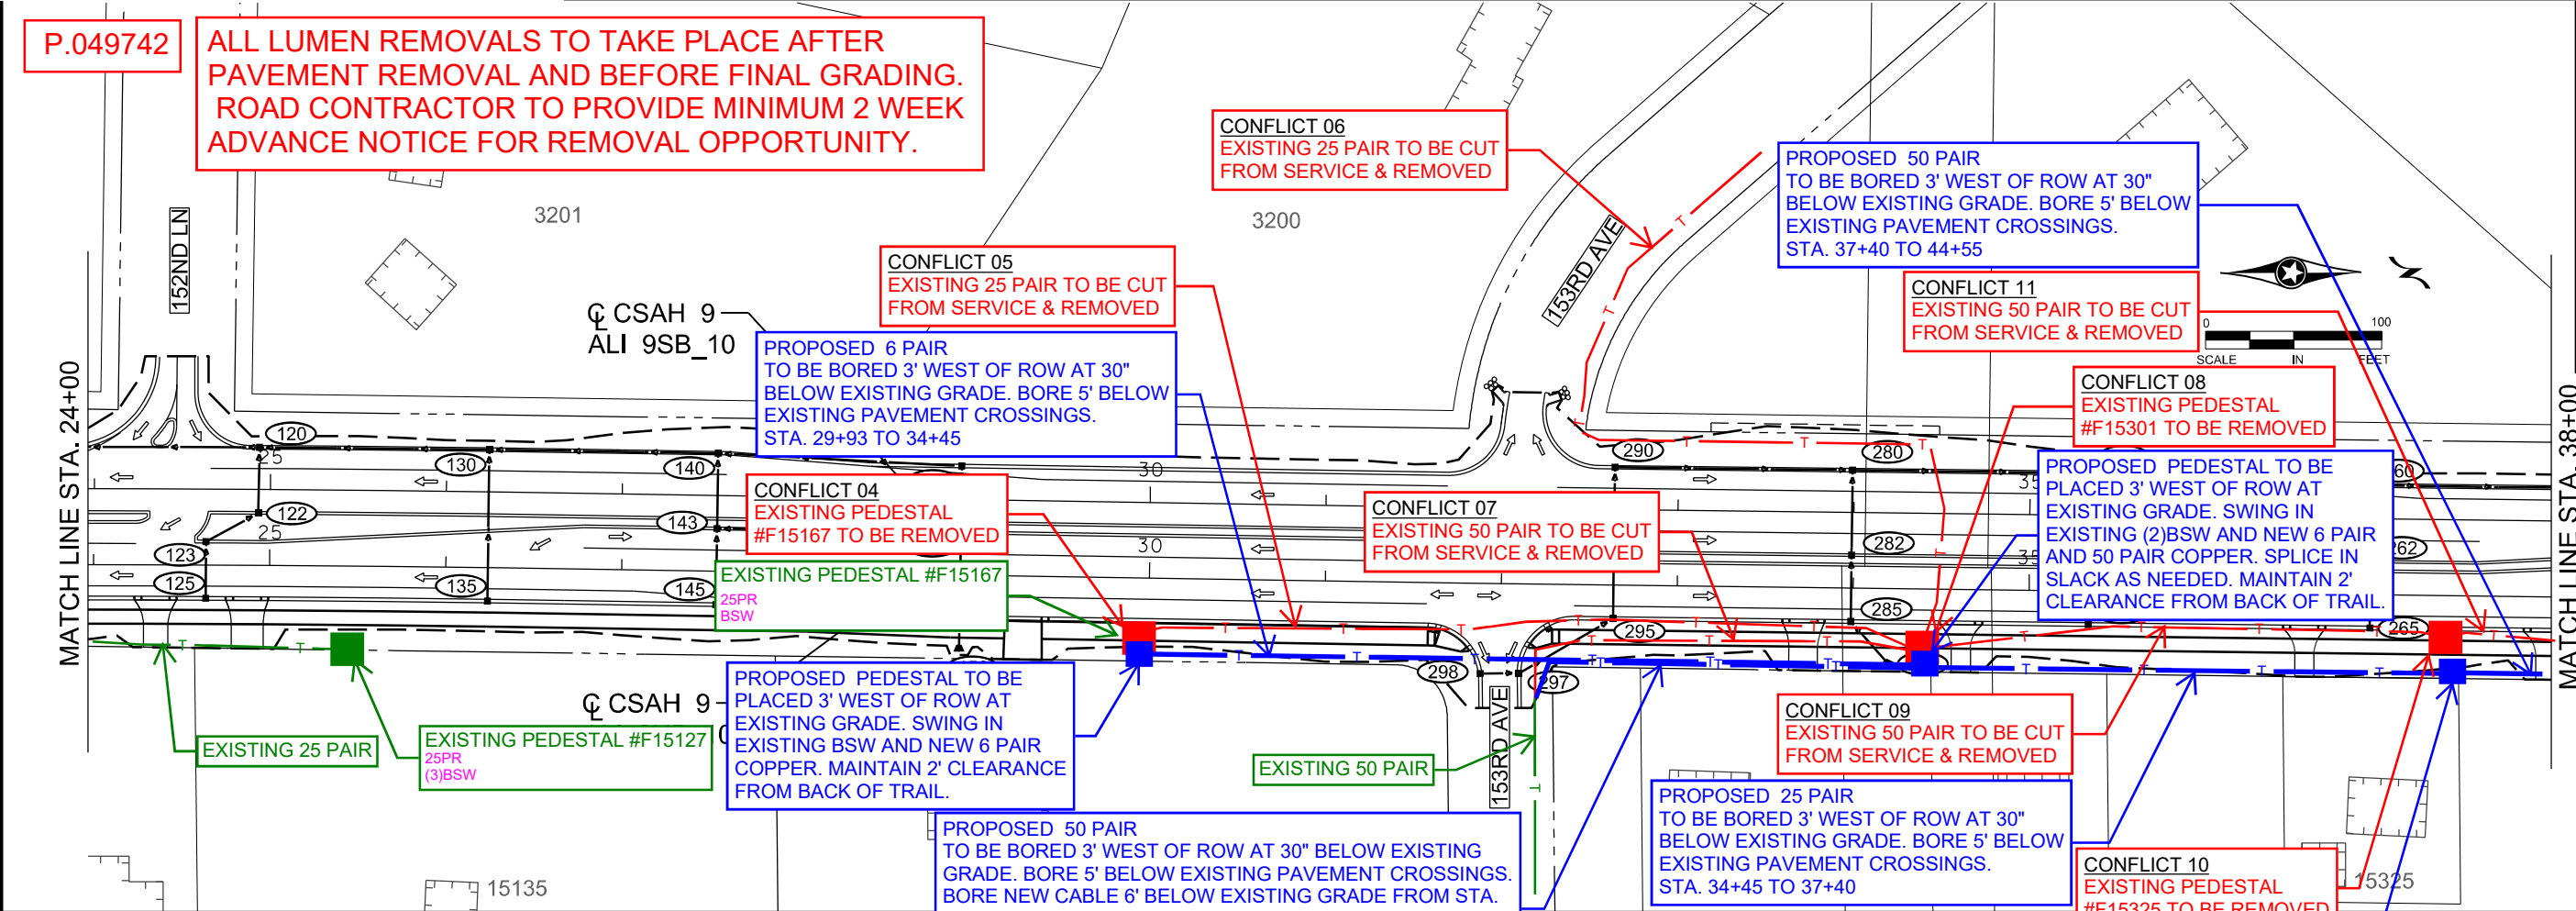 P.049742
ALL LUMEN REMOVALS TO TAKE PLACE AFTER
PAVEMENT REMOVAL AND BEFORE FINAL GRADING.
ROAD CONTRACTOR TO PROVIDE MINIMUM 2 WEEK
ADVANCE NOTICE FOR REMOVAL OPPORTUNITY.
152ND LN
3201
3200
CONFLICT 06
EXISTING 25 PAIR TO BE CUT
FROM SERVICE & REMOVED
153RD AVE
PROPOSED 50 PAIR
TO BE BORED 3' WEST OF ROW AT 30"
BELOW EXISTING GRADE. BORE 5' BELOW
EXISTING PAVEMENT CROSSINGS.
STA. 37+40 TO 44+55
CONFLICT 05
EXISTING 25 PAIR TO BE CUT
FROM SERVICE & REMOVED
CONFLICT 11
EXISTING 50 PAIR TO BE CUT
FROM SERVICE & REMOVED
0 100
SCALE IN FEET
℄ CSAH 9
ALI 9SB_10
PROPOSED 6 PAIR
TO BE BORED 3' WEST OF ROW AT 30"
BELOW EXISTING GRADE. BORE 5' BELOW
EXISTING PAVEMENT CROSSINGS.
STA. 29+93 TO 34+45
CONFLICT 08
EXISTING PEDESTAL
#F15301 TO BE REMOVED
MATCH LINE STA. 24+00
MATCH LINE STA. 38+00
120
25
130
140
30
290
280
35
60
122
25
143
30
282
35
62
123
125
135
145
285
295
265
298
297
CONFLICT 04
EXISTING PEDESTAL
#F15167 TO BE REMOVED
CONFLICT 07
EXISTING 50 PAIR TO BE CUT
FROM SERVICE & REMOVED
PROPOSED PEDESTAL TO BE
PLACED 3' WEST OF ROW AT
EXISTING GRADE. SWING IN
EXISTING (2)BSW AND NEW 6 PAIR
AND 50 PAIR COPPER. SPLICE IN
SLACK AS NEEDED. MAINTAIN 2'
CLEARANCE FROM BACK OF TRAIL.
EXISTING PEDESTAL #F15167
25PR
BSW
℄ CSAH 9
PROPOSED PEDESTAL TO BE
PLACED 3' WEST OF ROW AT
EXISTING GRADE. SWING IN
EXISTING BSW AND NEW 6 PAIR
COPPER. MAINTAIN 2' CLEARANCE
FROM BACK OF TRAIL.
EXISTING 25 PAIR
EXISTING PEDESTAL #F15127
25PR
(3)BSW
EXISTING 50 PAIR
153RD AVE
CONFLICT 09
EXISTING 50 PAIR TO BE CUT
FROM SERVICE & REMOVED
PROPOSED 25 PAIR
TO BE BORED 3' WEST OF ROW AT 30"
BELOW EXISTING GRADE. BORE 5' BELOW
EXISTING PAVEMENT CROSSINGS.
STA. 34+45 TO 37+40
PROPOSED 50 PAIR
TO BE BORED 3' WEST OF ROW AT 30" BELOW EXISTING
GRADE. BORE 5' BELOW EXISTING PAVEMENT CROSSINGS.
BORE NEW CABLE 6' BELOW EXISTING GRADE FROM STA.
CONFLICT 10
EXISTING PEDESTAL
#F15325 TO BE REMOVED
15135
15325